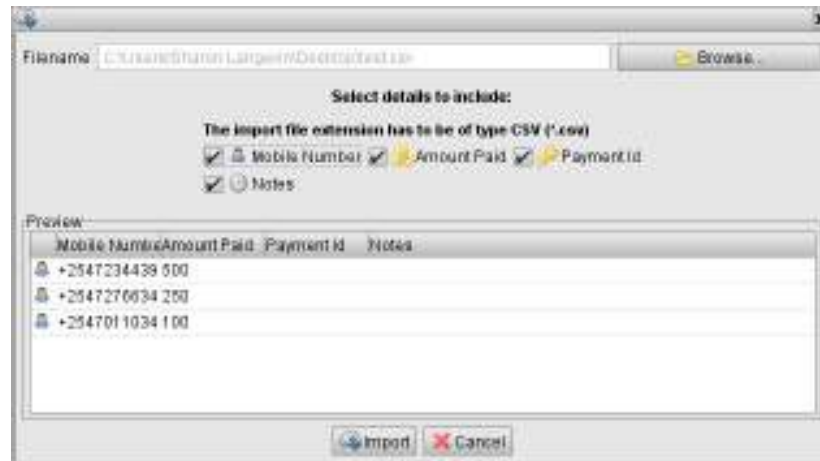 Filename Browse...
Select details to include:
The import file extension has to be of type CSV (*.csv)
Mobile Number Amount Paid Payment Id
Notes
Preview
Mobile Numbe Amount Paid Payment Id Notes
+2547234439 500
+2547276634 250
+2547011034 100
Import Cancel